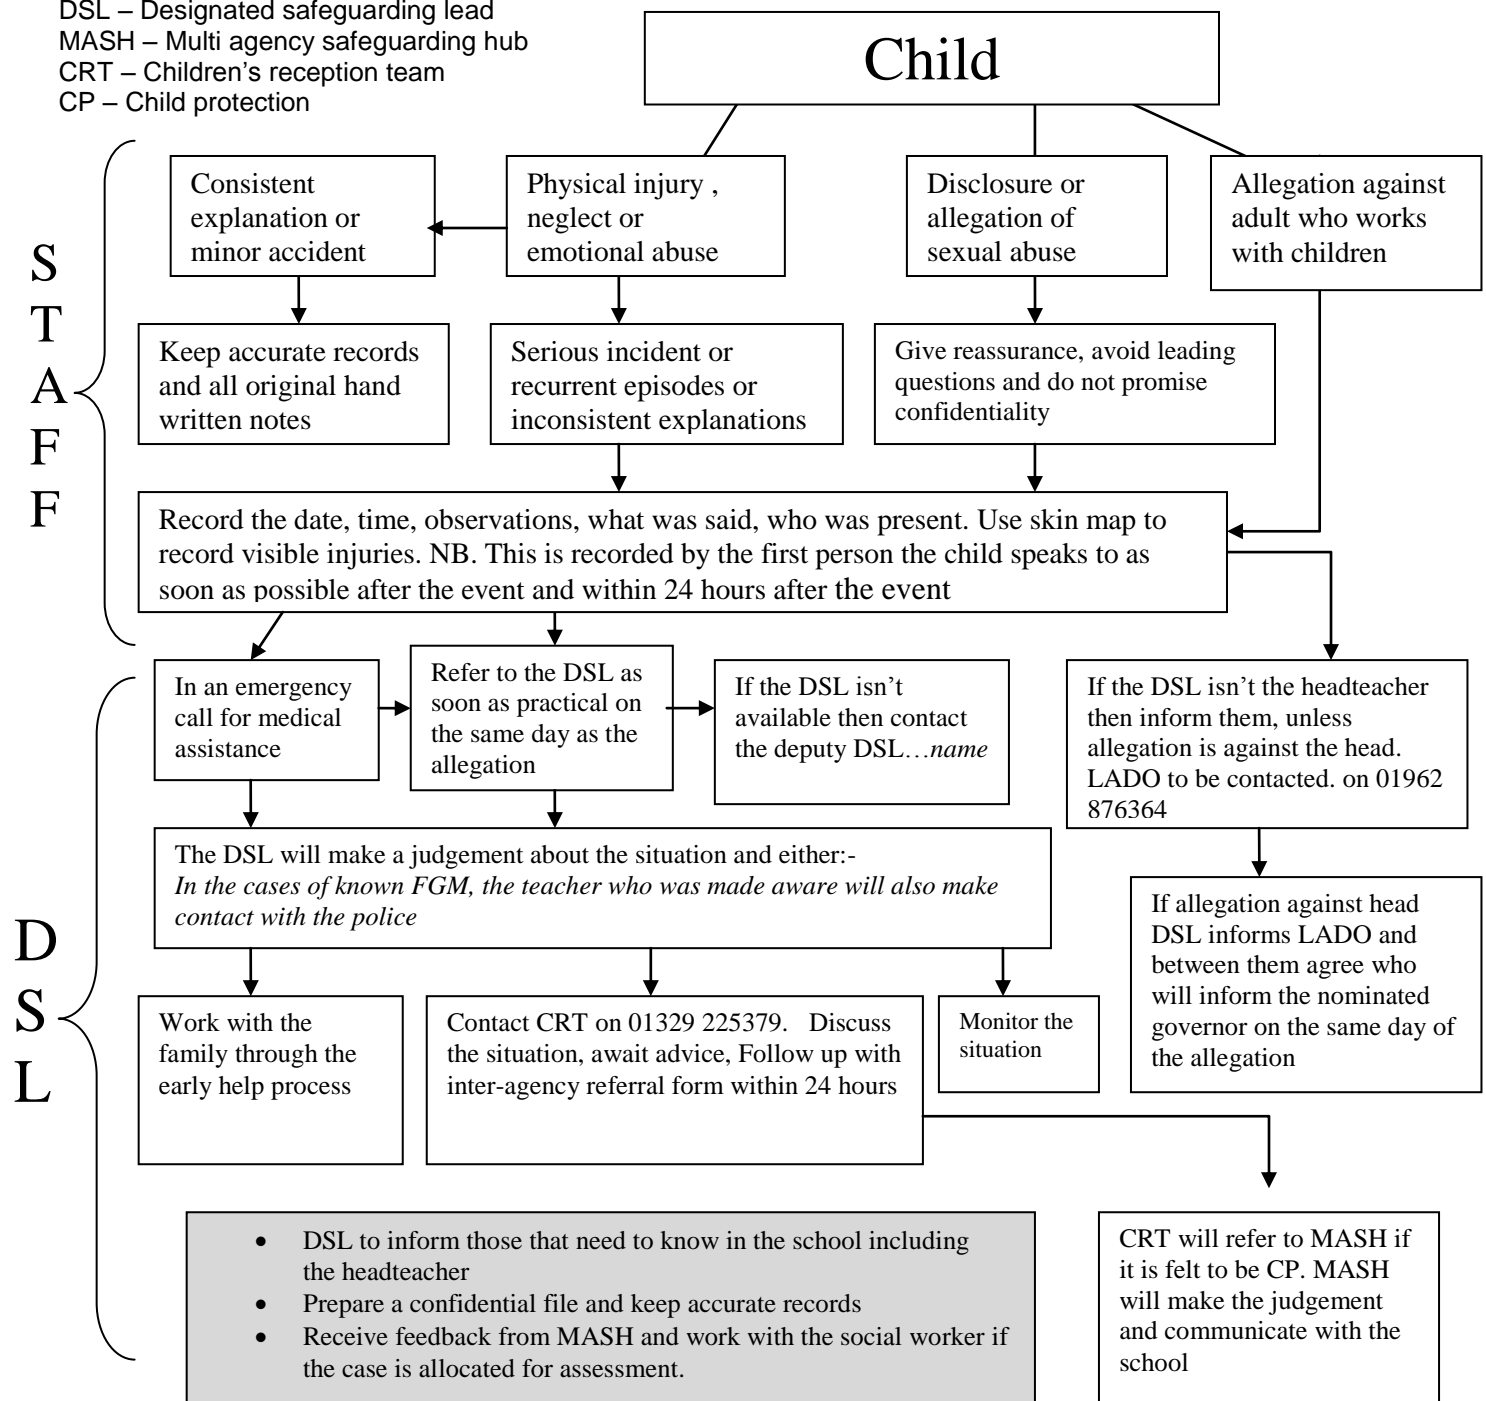 DSL – Designated safeguarding lead
MASH – Multi agency safeguarding hub
CRT – Children's reception team
CP – Child protection
Child
S
T
A
F
F
Consistent
explanation or
minor accident
Physical injury ,
neglect or
emotional abuse
Disclosure or
allegation of
sexual abuse
Allegation against
adult who works
with children
Keep accurate records
and all original hand
written notes
Serious incident or
recurrent episodes or
inconsistent explanations
Give reassurance, avoid leading
questions and do not promise
confidentiality
Record the date, time, observations, what was said, who was present. Use skin map to
record visible injuries. NB. This is recorded by the first person the child speaks to as
soon as possible after the event and within 24 hours after the event
D
S
L
In an emergency
call for medical
assistance
Refer to the DSL as
soon as practical on
the same day as the
allegation
If the DSL isn't
available then contact
the deputy DSL…name
If the DSL isn't the headteacher
then inform them, unless
allegation is against the head.
LADO to be contacted. on 01962
876364
The DSL will make a judgement about the situation and either:-
In the cases of known FGM, the teacher who was made aware will also make
contact with the police
If allegation against head
DSL informs LADO and
between them agree who
will inform the nominated
governor on the same day of
the allegation
Work with the
family through the
early help process
Contact CRT on 01329 225379.   Discuss
the situation, await advice, Follow up with
inter-agency referral form within 24 hours
Monitor the
situation
• DSL to inform those that need to know in the school including
the headteacher
• Prepare a confidential file and keep accurate records
• Receive feedback from MASH and work with the social worker if
the case is allocated for assessment.
CRT will refer to MASH if
it is felt to be CP. MASH
will make the judgement
and communicate with the
school